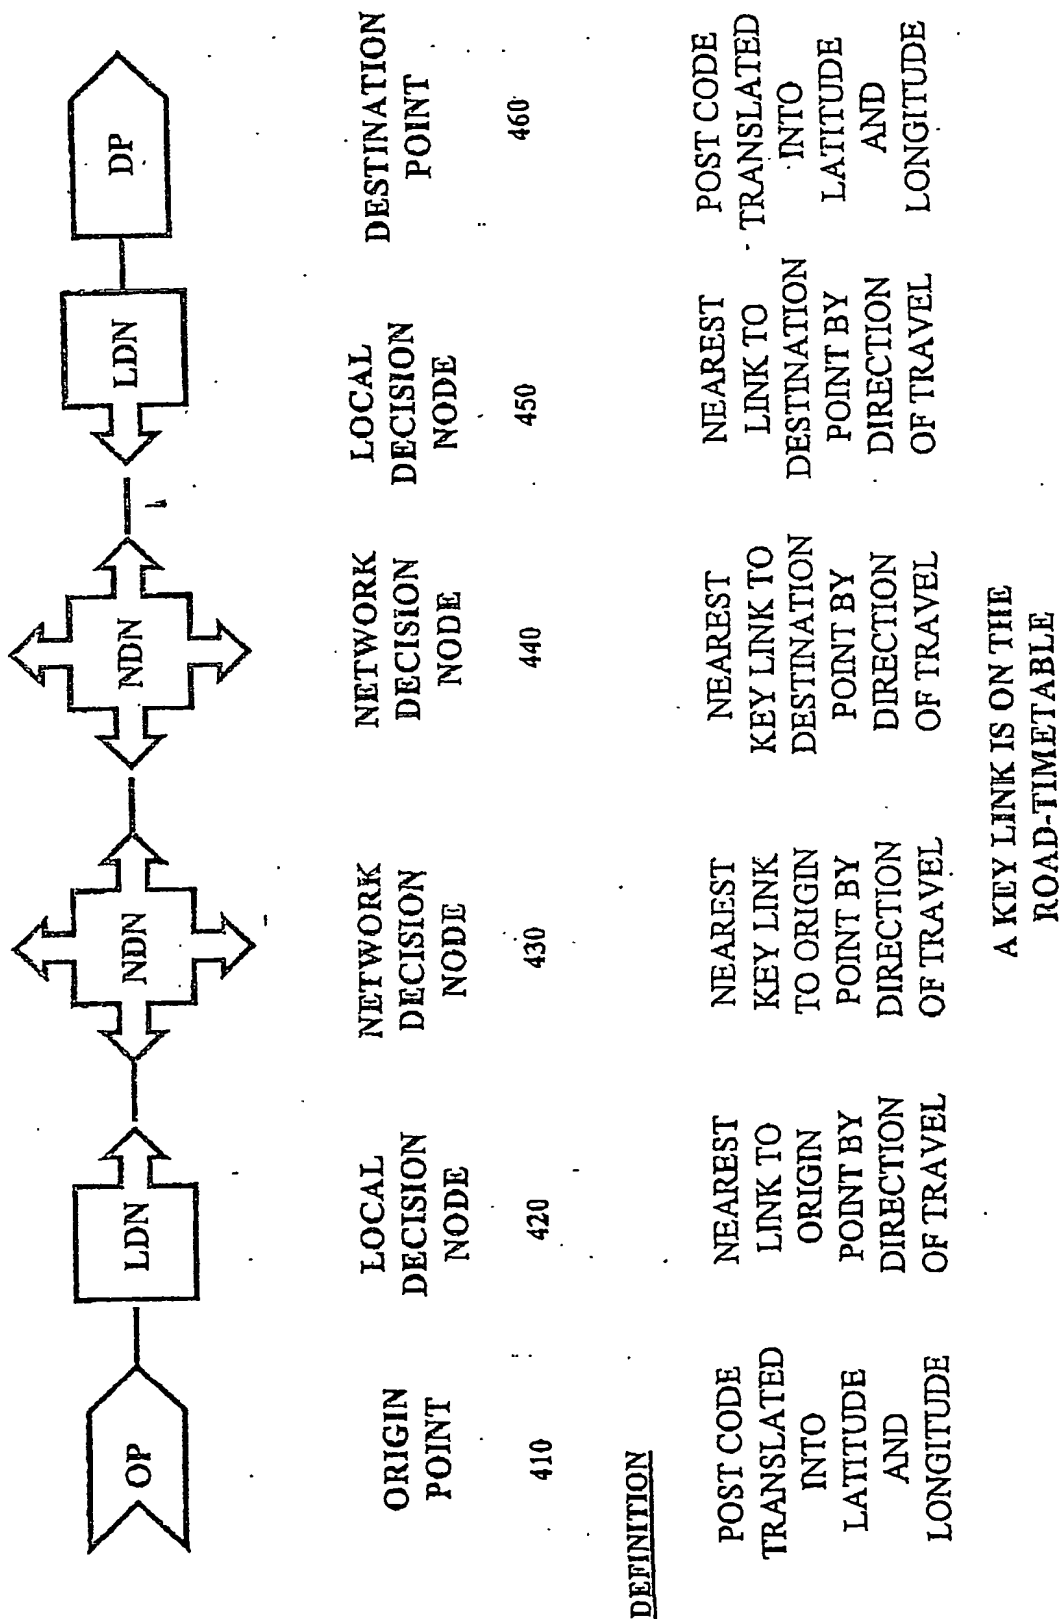 OP
LDN
NDN
NDN
LDN
DP
ORIGIN
POINT
LOCAL
DECISION
NODE
NETWORK
DECISION
NODE
NETWORK
DECISION
NODE
LOCAL
DECISION
NODE
DESTINATION
POINT
410
420
430
440
450
460
DEFINITION
POST CODE
TRANSLATED
INTO
LATITUDE
AND
LONGITUDE
NEAREST
LINK TO
ORIGIN
POINT BY
DIRECTION
OF TRAVEL
NEAREST
KEY LINK
TO ORIGIN
POINT BY
DIRECTION
OF TRAVEL
NEAREST
KEY LINK TO
DESTINATION
POINT BY
DIRECTION
OF TRAVEL
NEAREST
LINK TO
DESTINATION
POINT BY
DIRECTION
OF TRAVEL
POST CODE
TRANSLATED
INTO
LATITUDE
AND
LONGITUDE
A KEY LINK IS ON THE
ROAD-TIMETABLE